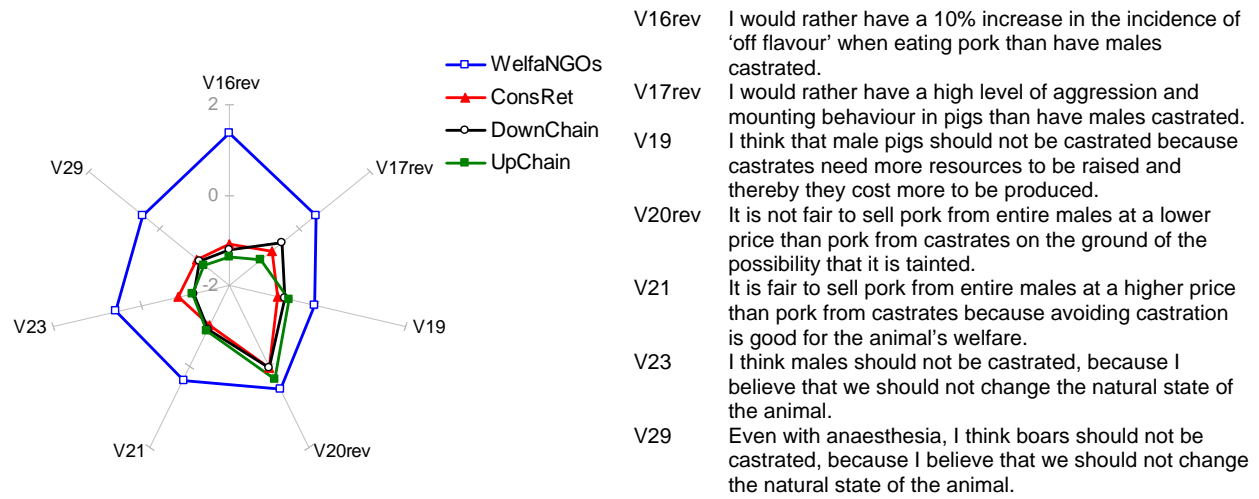 V16rev
2
0
-2
V29
V17rev
V23
V19
V21
V20rev
WelfaNGOs
ConsRet
DownChain
UpChain
V16rev I would rather have a 10% increase in the incidence of
‘off flavour’ when eating pork than have males
castrated.
V17rev I would rather have a high level of aggression and
mounting behaviour in pigs than have males castrated.
V19 I think that male pigs should not be castrated because
castrates need more resources to be raised and
thereby they cost more to be produced.
V20rev It is not fair to sell pork from entire males at a lower
price than pork from castrates on the ground of the
possibility that it is tainted.
V21 It is fair to sell pork from entire males at a higher price
than pork from castrates because avoiding castration
is good for the animal’s welfare.
V23 I think males should not be castrated, because I
believe that we should not change the natural state of
the animal.
V29 Even with anaesthesia, I think boars should not be
castrated, because I believe that we should not change
the natural state of the animal.